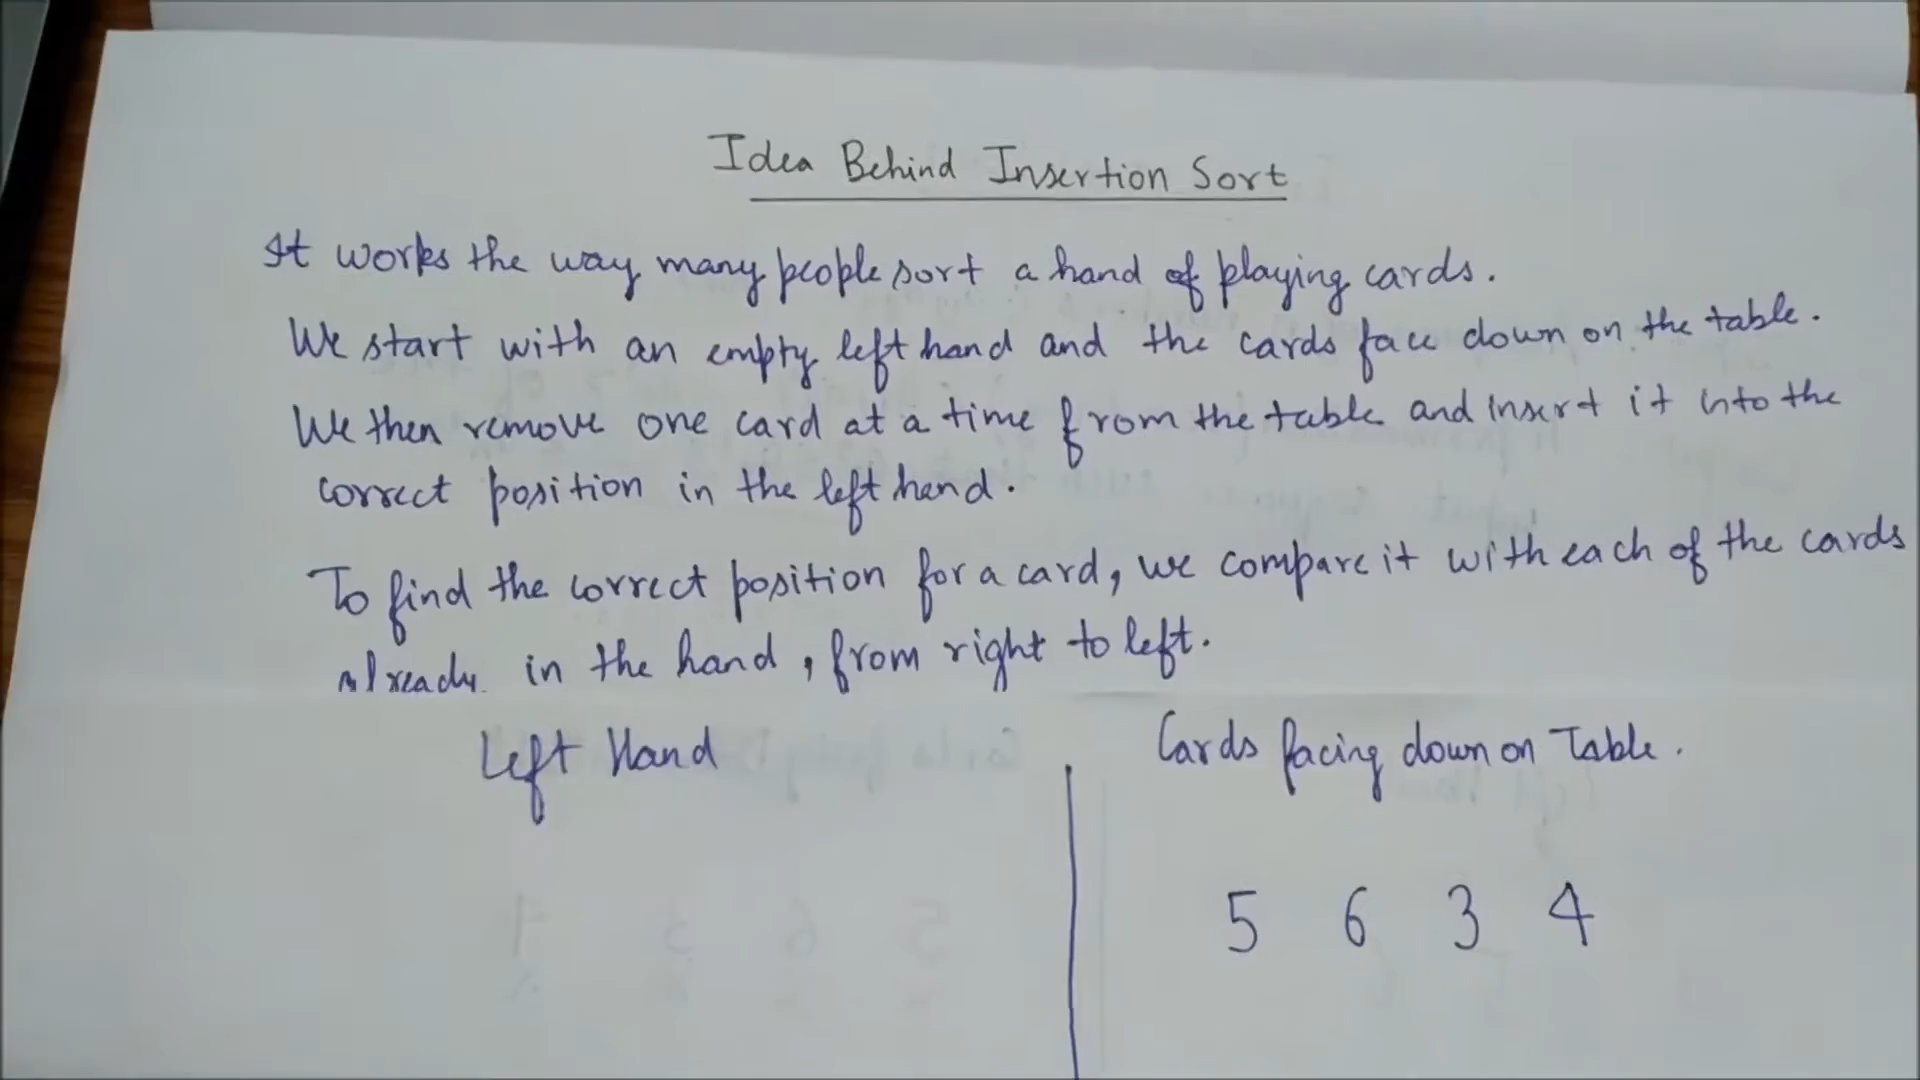 Idea Behind Insertion Sort
It works the way many people sort a hand of playing cards.
We start with an empty left hand and the cards face down on the table.
We then remove one card at a time from the table and insert it into the
correct position in the left hand.
To find the correct position for a card, we compare it with each of the cards
already in the hand, from right to left.
Left Hand
Cards facing down on Table.
5 6 3 4